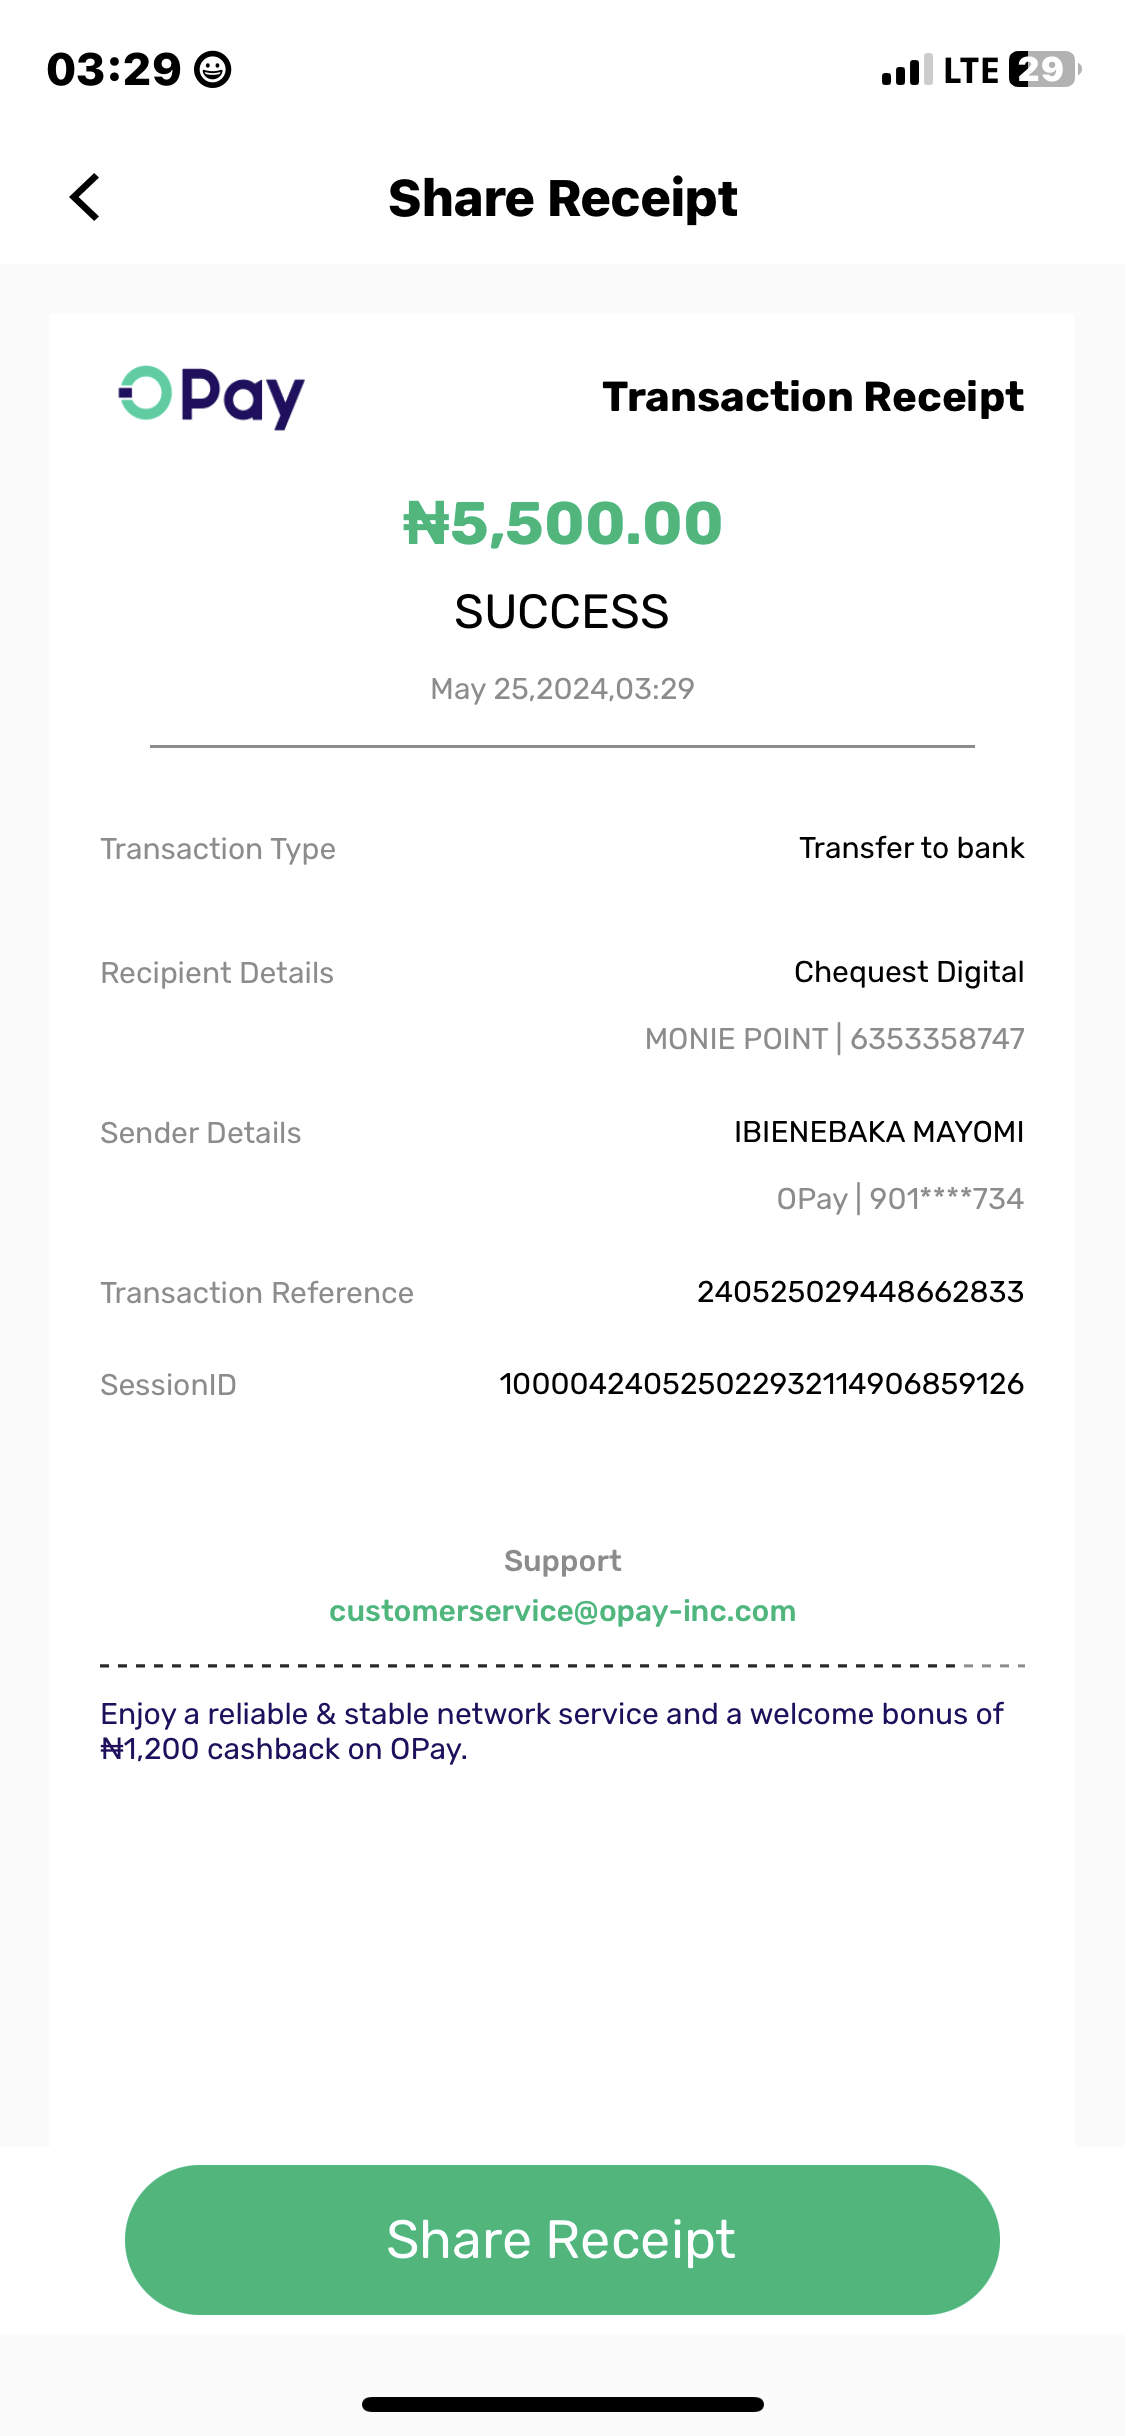 03:29 LTE 29
Share Receipt
OPay Transaction Receipt
₦5,500.00
SUCCESS
May 25,2024,03:29
Transaction Type Transfer to bank
Recipient Details Chequest Digital
MONIE POINT | 6353358747
Sender Details IBIENEBAKA MAYOMI
OPay | 901****734
Transaction Reference 240525029448662833
SessionID 100004240525022932114906859126
Support
customerservice@opay-inc.com
Enjoy a reliable & stable network service and a welcome bonus of
₦1,200 cashback on OPay.
Share Receipt